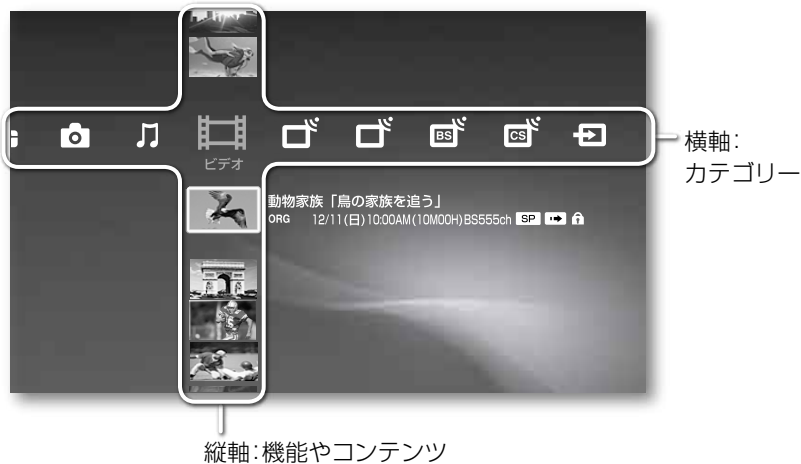 BS
CS
ビデオ
横軸:
カテゴリー
動物家族「鳥の家族を追う」
ORG 12/11(日)10:00AM(10M00H)BS555ch SP
縦軸:機能やコンテンツ